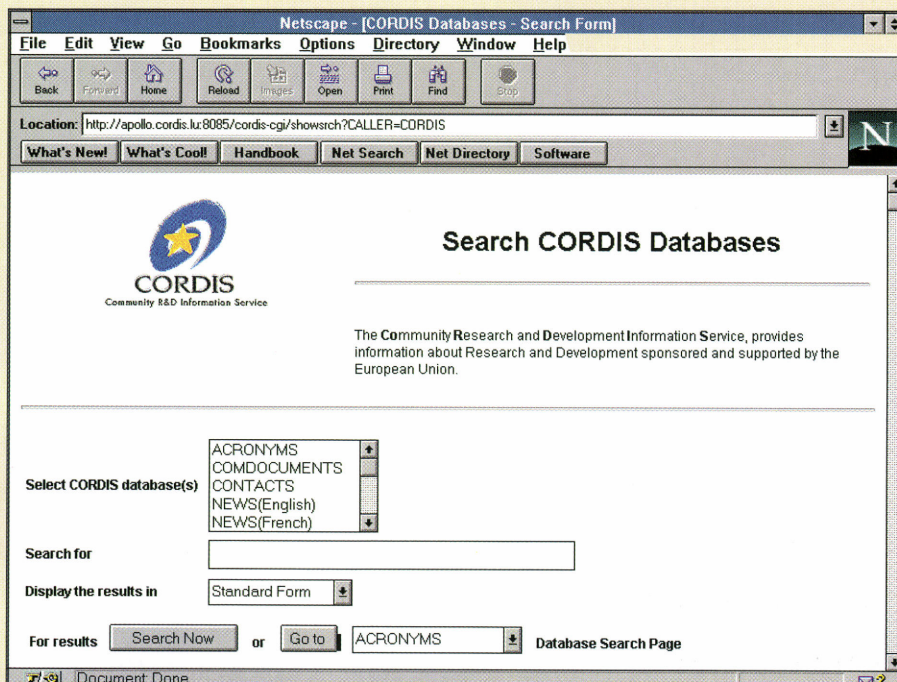 Netscape - [CORDIS Databases - Search Form]
File Edit View Go Bookmarks Options Directory Window Help
Back Forward Home Reload Images Open Print Find Stop
Location: http://apollo.cordis.lu:8085/cordis-cgi/showsrch?CALLER=CORDIS
N
What's New! What's Cool! Handbook Net Search Net Directory Software
CORDIS
Community R&D Information Service
Search CORDIS Databases
The Community Research and Development Information Service, provides
information about Research and Development sponsored and supported by the
European Union.
Select CORDIS database(s)
ACRONYMS
COMDOCUMENTS
CONTACTS
NEWS(English)
NEWS(French)
Search for
Display the results in Standard Form
For results Search Now or Go to ACRONYMS Database Search Page
Document: Done